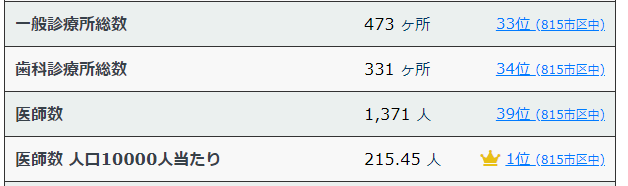 一般診療所総数 473 ヶ所 33位 (815市区中)
歯科診療所総数 331 ヶ所 34位 (815市区中)
医師数 1,371 人 39位 (815市区中)
医師数 人口10000人当たり 215.45 人 1位 (815市区中)